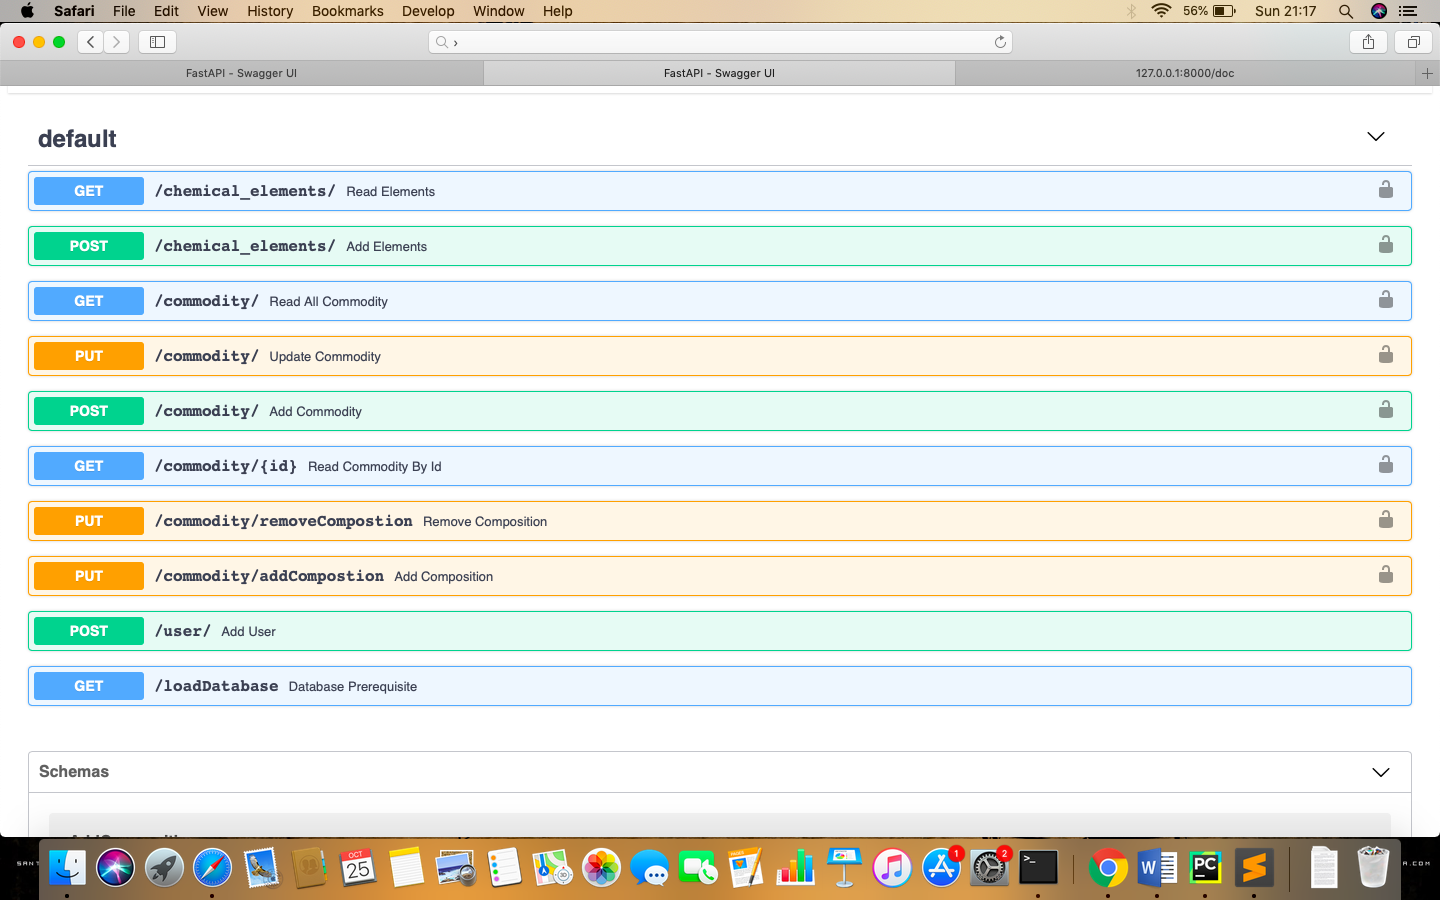 Safari File Edit View History Bookmarks Develop Window Help 56% Sun 21:17
›
FastAPI - Swagger UI FastAPI - Swagger UI 127.0.0.1:8000/doc
default
GET /chemical_elements/ Read Elements
POST /chemical_elements/ Add Elements
GET /commodity/ Read All Commodity
PUT /commodity/ Update Commodity
POST /commodity/ Add Commodity
GET /commodity/{id} Read Commodity By Id
PUT /commodity/removeCompostion Remove Composition
PUT /commodity/addCompostion Add Composition
POST /user/ Add User
GET /loadDatabase Database Prerequisite
Schemas
OCT
25
1
2
>_
W
PC
S